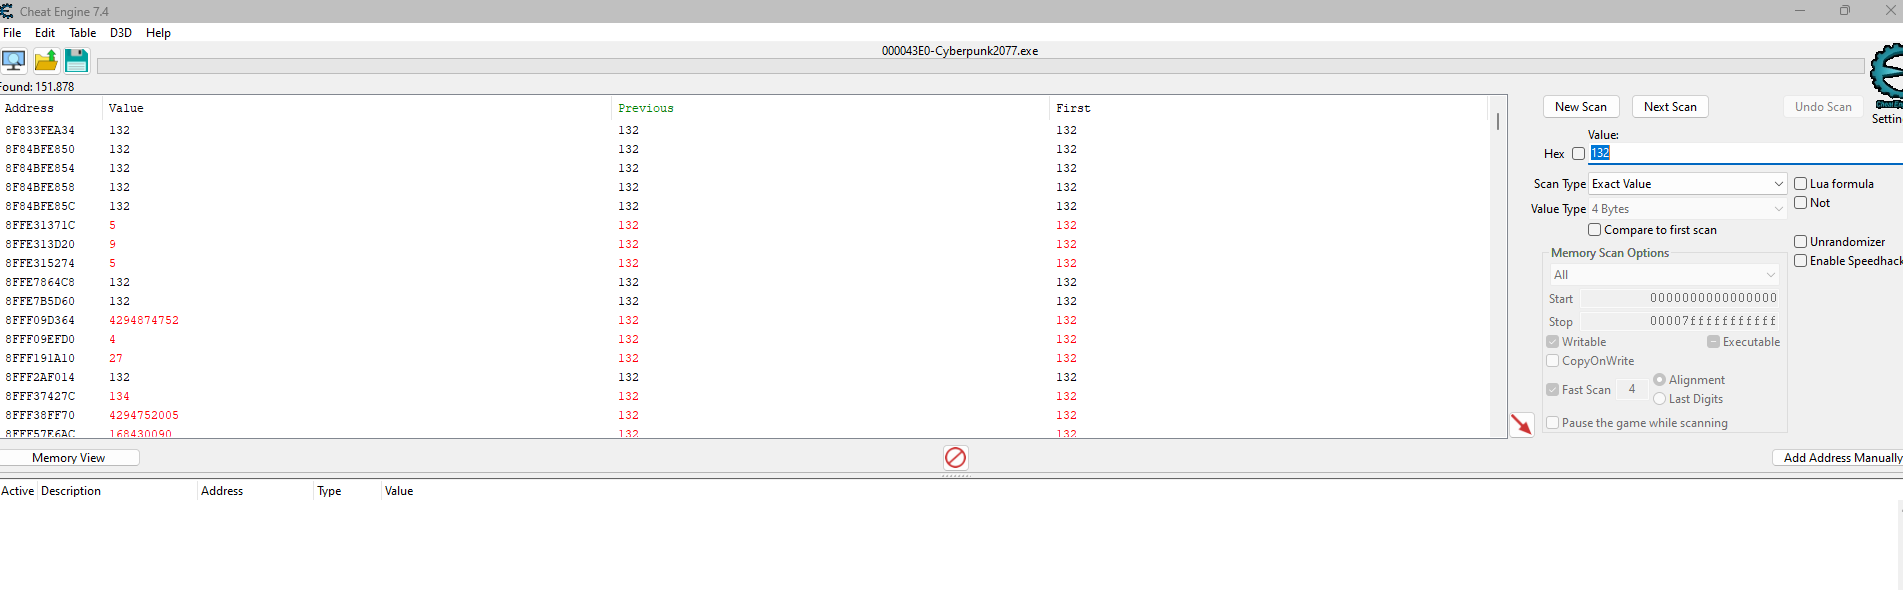 Cheat Engine 7.4
File Edit Table D3D Help
000043E0-Cyberpunk2077.exe
Found: 151.878
Address Value Previous First
8F833FEA34 132 132 132
8F84BFE850 132 132 132
8F84BFE854 132 132 132
8F84BFE858 132 132 132
8F84BFE85C 132 132 132
8FFE31371C 5 132 132
8FFE313D20 9 132 132
8FFE315274 5 132 132
8FFE7864C8 132 132 132
8FFE7B5D60 132 132 132
8FFF09D364 4294874752 132 132
8FFF09EFD0 4 132 132
8FFF191A10 27 132 132
8FFF2AF014 132 132 132
8FFF37427C 134 132 132
8FFF38FF70 4294752005 132 132
8FFF57E6AC 168430090 132 132
New Scan Next Scan Undo Scan
Cheat En
Settin
Value:
Hex 132
Scan Type Exact Value Lua formula
Value Type 4 Bytes Not
Compare to first scan
Unrandomizer
Enable Speedhack
Memory Scan Options
All
Start 0000000000000000
Stop 00007fffffffffff
Writable Executable
CopyOnWrite
Fast Scan 4 Alignment
Last Digits
Pause the game while scanning
Memory View Add Address Manually
Active Description Address Type Value